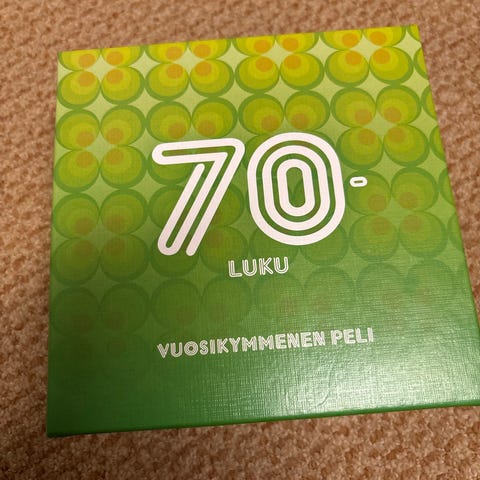 70-
LUKU
VUOSIKYMMENEN PELI